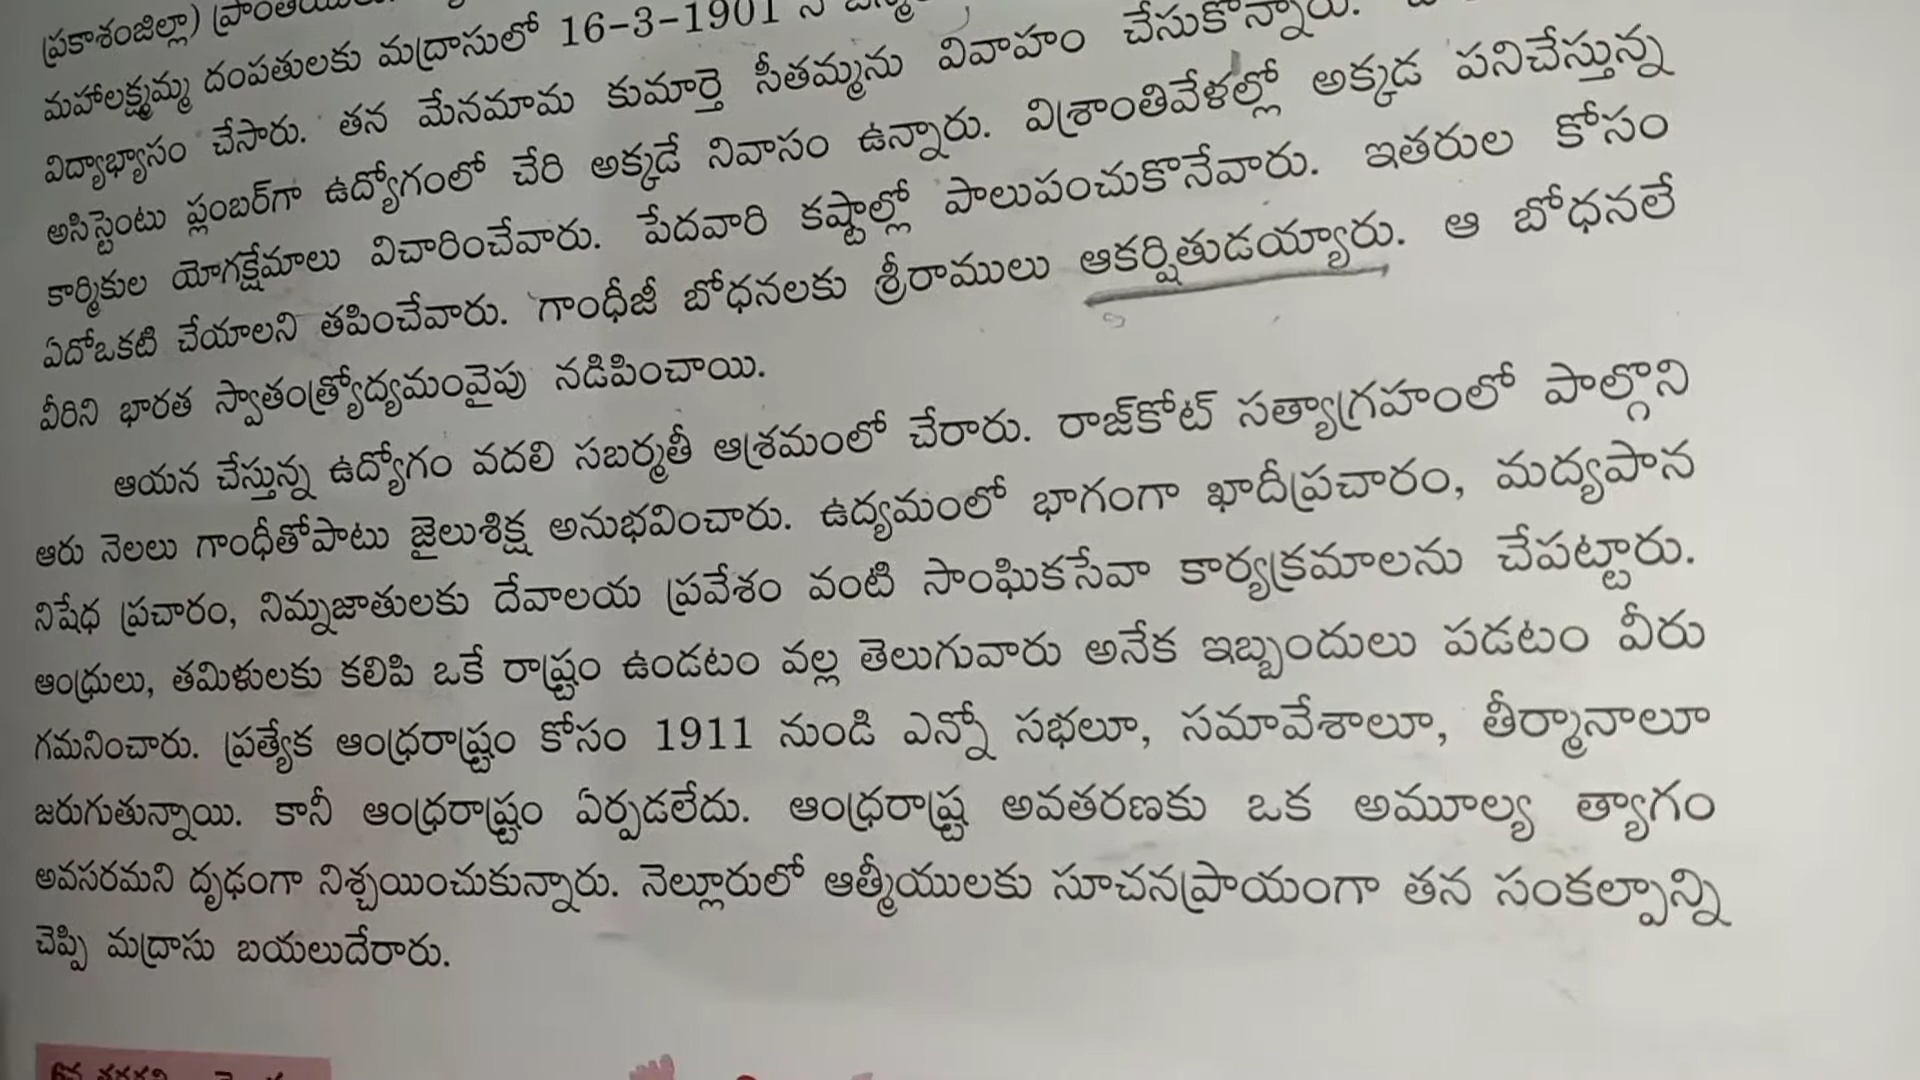 ప్రకాశంజిల్లా)
మహాలక్ష్మమ్మ దంపతులకు మద్రాసులో 16-3-1901 న
విద్యాభ్యాసం చేసారు. తన మేనమామ కుమార్తె సీతమ్మను వివాహం చేసుకొన్నారు.
అసిస్టెంటు ప్లంబర్‌గా ఉద్యోగంలో చేరి అక్కడే నివాసం ఉన్నారు. విశ్రాంతివేళల్లో అక్కడ పనిచేస్తున్న
కార్మికుల యోగక్షేమాలు విచారించేవారు. పేదవారి కష్టాల్లో పాలుపంచుకొనేవారు. ఇతరుల కోసం
ఏదోఒకటి చేయాలని తపించేవారు. గాంధీజీ బోధనలకు శ్రీరాములు ఆకర్షితుడయ్యారు. ఆ బోధనలే
వీరిని భారత స్వాతంత్ర్యోద్యమంవైపు నడిపించాయి.
ఆయన చేస్తున్న ఉద్యోగం వదలి సబర్మతీ ఆశ్రమంలో చేరారు. రాజ్‌కోట్ సత్యాగ్రహంలో పాల్గొని
ఆరు నెలలు గాంధీతోపాటు జైలుశిక్ష అనుభవించారు. ఉద్యమంలో భాగంగా ఖాదీప్రచారం, మద్యపాన
నిషేధ ప్రచారం, నిమ్నజాతులకు దేవాలయ ప్రవేశం వంటి సాంఘికసేవా కార్యక్రమాలను చేపట్టారు.
ఆంధ్రులు, తమిళులకు కలిపి ఒకే రాష్ట్రం ఉండటం వల్ల తెలుగువారు అనేక ఇబ్బందులు పడటం వీరు
గమనించారు. ప్రత్యేక ఆంధ్రరాష్ట్రం కోసం 1911 నుండి ఎన్నో సభలూ, సమావేశాలూ, తీర్మానాలూ
జరుగుతున్నాయి. కానీ ఆంధ్రరాష్ట్రం ఏర్పడలేదు. ఆంధ్రరాష్ట్ర అవతరణకు ఒక అమూల్య త్యాగం
అవసరమని దృఢంగా నిశ్చయించుకున్నారు. నెల్లూరులో ఆత్మీయులకు సూచనప్రాయంగా తన సంకల్పాన్ని
చెప్పి మద్రాసు బయలుదేరారు.